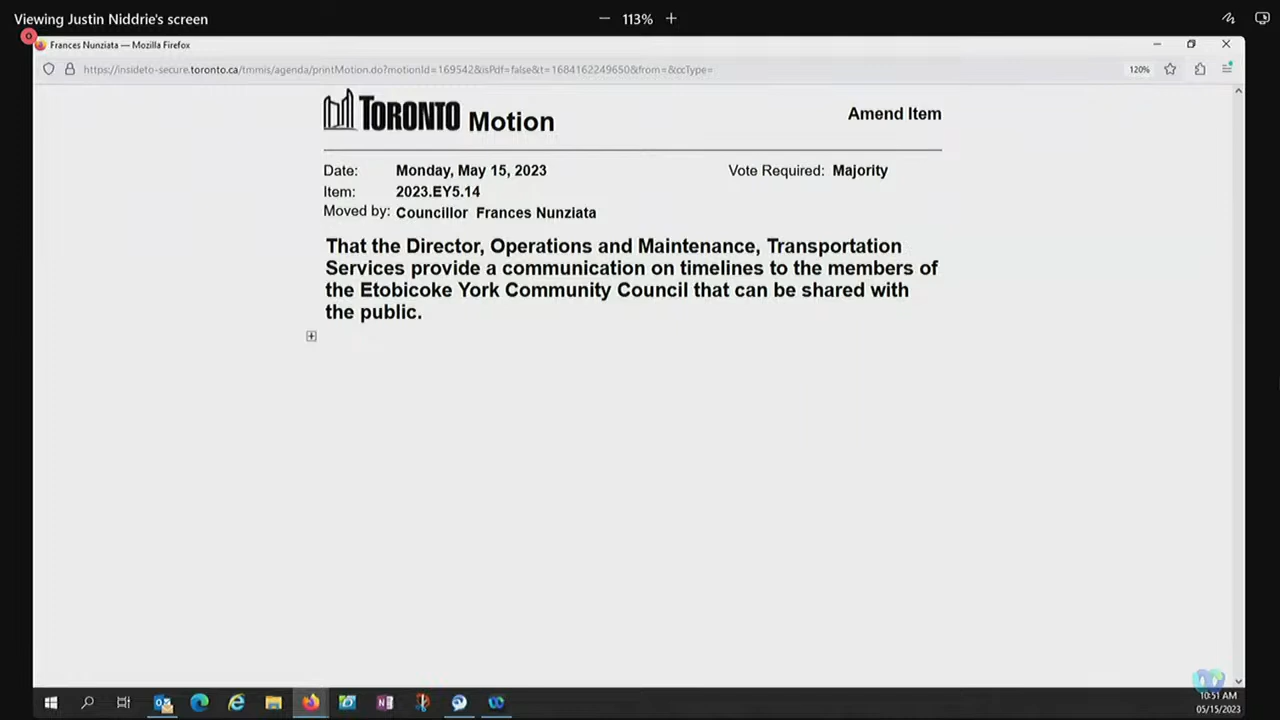 Viewing Justin Niddrie's screen
113%
Frances Nunziata — Mozilla Firefox
https://insideto-secure.toronto.ca/tmmis/agenda/printMotion.do?motionId=169542&isPdf=false&t=1684162249650&from=&ccType=
120%
TORONTO Motion
Amend Item
Date: Monday, May 15, 2023
Vote Required: Majority
Item: 2023.EY5.14
Moved by: Councillor Frances Nunziata
That the Director, Operations and Maintenance, Transportation
Services provide a communication on timelines to the members of
the Etobicoke York Community Council that can be shared with
the public.
10:51 AM
05/15/2023